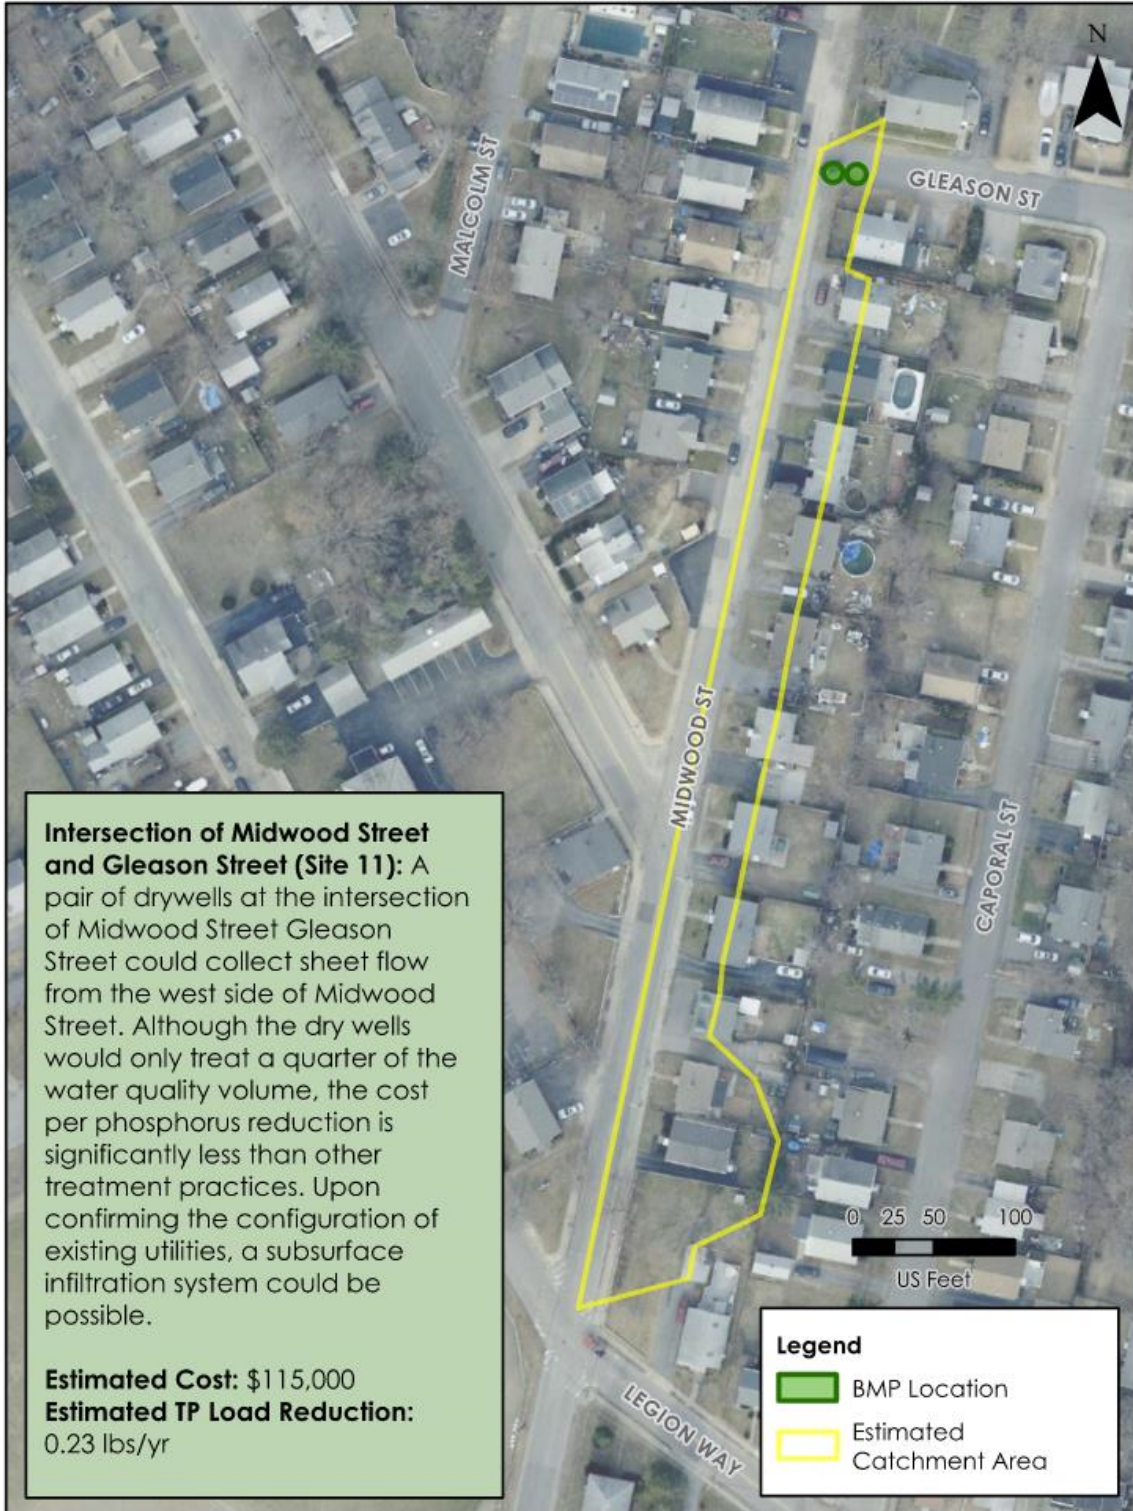 N
MALCOLM ST
GLEASON ST
MIDWOOD ST
CAPORAL ST
Intersection of Midwood Street
and Gleason Street (Site 11): A
pair of drywells at the intersection
of Midwood Street Gleason
Street could collect sheet flow
from the west side of Midwood
Street. Although the dry wells
would only treat a quarter of the
water quality volume, the cost
per phosphorus reduction is
significantly less than other
treatment practices. Upon
confirming the configuration of
existing utilities, a subsurface
infiltration system could be
possible.
Estimated Cost: $115,000
Estimated TP Load Reduction:
0.23 lbs/yr
0 25 50 100
US Feet
LEGION WAY
Legend
BMP Location
Estimated
Catchment Area